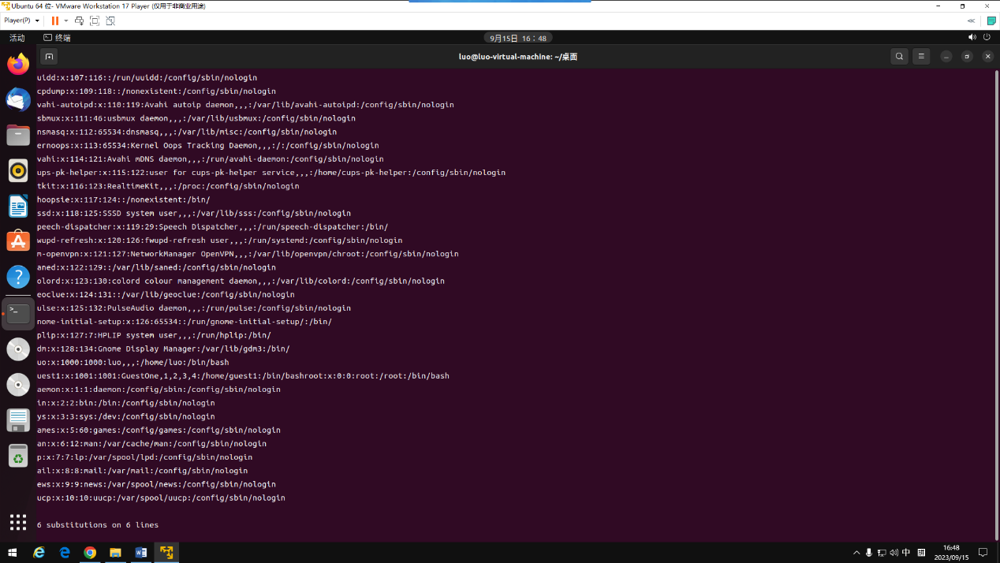 Ubuntu 64 位- VMware Workstation 17 Player (仅用于非商业用途)
Player(P)
活动
终端
9月15日 16：48
luo@luo-virtual-machine: ~/桌面
uidd:x:107:116::/run/uuidd:/config/sbin/nologin
cpdump:x:109:118::/nonexistent:/config/sbin/nologin
vahi-autoipd:x:110:119:Avahi autoip daemon,,,:/var/lib/avahi-autoipd:/config/sbin/nologin
sbmux:x:111:46:usbmux daemon,,,:/var/lib/usbmux:/config/sbin/nologin
nsmasq:x:112:65534:dnsmasq,,,:/var/lib/misc:/config/sbin/nologin
ernoops:x:113:65534:Kernel Oops Tracking Daemon,,,:/:/config/sbin/nologin
vahi:x:114:121:Avahi mDNS daemon,,,:/run/avahi-daemon:/config/sbin/nologin
ups-pk-helper:x:115:122:user for cups-pk-helper service,,,:/home/cups-pk-helper:/config/sbin/nologin
tkit:x:116:123:RealtimeKit,,,:/proc:/config/sbin/nologin
hoopsie:x:117:124::/nonexistent:/bin/
ssd:x:118:125:SSSD system user,,,:/var/lib/sss:/config/sbin/nologin
peech-dispatcher:x:119:29:Speech Dispatcher,,,:/run/speech-dispatcher:/bin/
wupd-refresh:x:120:126:fwupd-refresh user,,,:/run/systemd:/config/sbin/nologin
m-openvpn:x:121:127:NetworkManager OpenVPN,,,:/var/lib/openvpn/chroot:/config/sbin/nologin
aned:x:122:129::/var/lib/saned:/config/sbin/nologin
olord:x:123:130:colord colour management daemon,,,:/var/lib/colord:/config/sbin/nologin
eoclue:x:124:131::/var/lib/geoclue:/config/sbin/nologin
ulse:x:125:132:PulseAudio daemon,,,:/run/pulse:/config/sbin/nologin
nome-initial-setup:x:126:65534::/run/gnome-initial-setup/:/bin/
plip:x:127:7:HPLIP system user,,,:/run/hplip:/bin/
dm:x:128:134:Gnome Display Manager:/var/lib/gdm3:/bin/
uo:x:1000:1000:luo,,,:/home/luo:/bin/bash
uest1:x:1001:1001:GuestOne,1,2,3,4:/home/guest1:/bin/bashroot:x:0:0:root:/root:/bin/bash
aemon:x:1:1:daemon:/config/sbin:/config/sbin/nologin
in:x:2:2:bin:/bin:/config/sbin/nologin
ys:x:3:3:sys:/dev:/config/sbin/nologin
ames:x:5:60:games:/config/games:/config/sbin/nologin
an:x:6:12:man:/var/cache/man:/config/sbin/nologin
p:x:7:7:lp:/var/spool/lpd:/config/sbin/nologin
ail:x:8:8:mail:/var/mail:/config/sbin/nologin
ews:x:9:9:news:/var/spool/news:/config/sbin/nologin
ucp:x:10:10:uucp:/var/spool/uucp:/config/sbin/nologin
6 substitutions on 6 lines
中
拼
16:48
2023/09/15